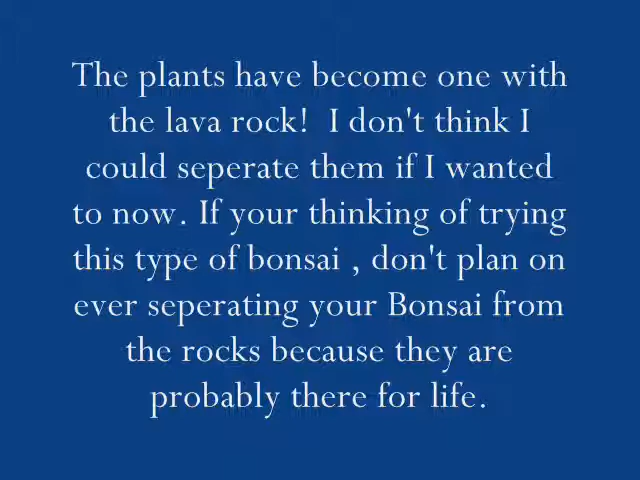 The plants have become one with
the lava rock!  I don't think I
could seperate them if I wanted
to now. If your thinking of trying
this type of bonsai , don't plan on
ever seperating your Bonsai from
the rocks because they are
probably there for life.